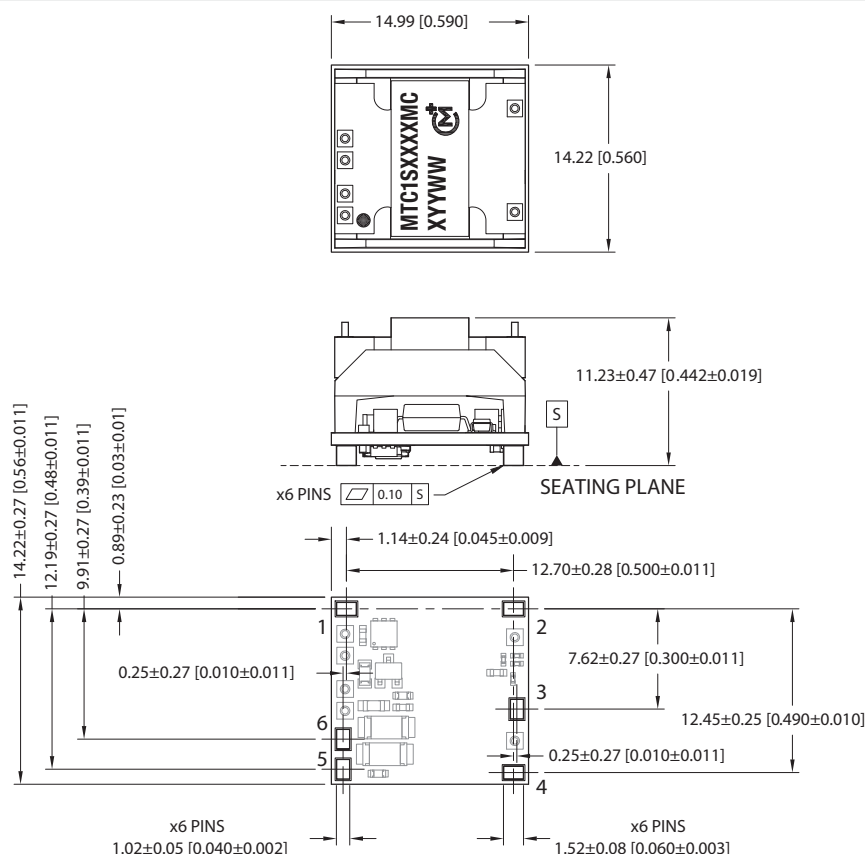 14.99 [0.590]
MTC1SXXXXMC
XYYWW
M+
14.22 [0.560]
11.23±0.47 [0.442±0.019]
S
x6 PINS
0.10 S
SEATING PLANE
14.22±0.27 [0.56±0.011]
12.19±0.27 [0.48±0.011]
9.91±0.27 [0.39±0.011]
0.89±0.23 [0.03±0.01]
1.14±0.24 [0.045±0.009]
12.70±0.28 [0.500±0.011]
1
2
7.62±0.27 [0.300±0.011]
0.25±0.27 [0.010±0.011]
3
6
12.45±0.25 [0.490±0.010]
5
0.25±0.27 [0.010±0.011]
4
x6 PINS
1.02±0.05 [0.040±0.002]
x6 PINS
1.52±0.08 [0.060±0.003]